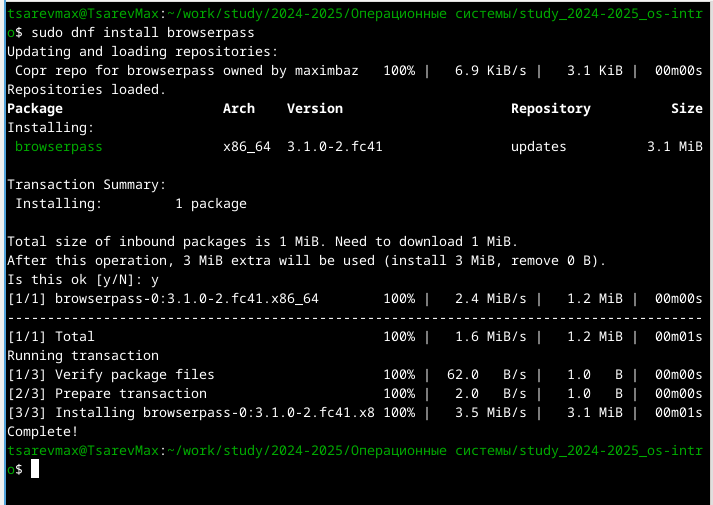 tsarevmax@TsarevMax:~/work/study/2024-2025/Операционные системы/study_2024-2025_os-intr
o$ sudo dnf install browserpass
Updating and loading repositories:
 Copr repo for browserpass owned by maximbaz   100% |   6.9 KiB/s |   3.1 KiB |  00m00s
Repositories loaded.
Package                    Arch    Version                     Repository          Size
Installing:
 browserpass               x86_64  3.1.0-2.fc41                updates          3.1 MiB

Transaction Summary:
 Installing:         1 package

Total size of inbound packages is 1 MiB. Need to download 1 MiB.
After this operation, 3 MiB extra will be used (install 3 MiB, remove 0 B).
Is this ok [y/N]: y
[1/1] browserpass-0:3.1.0-2.fc41.x86_64        100% |   2.4 MiB/s |   1.2 MiB |  00m00s
---------------------------------------------------------------------------------------
[1/1] Total                                    100% |   1.6 MiB/s |   1.2 MiB |  00m01s
Running transaction
[1/3] Verify package files                     100% |  62.0   B/s |   1.0   B |  00m00s
[2/3] Prepare transaction                      100% |   2.0   B/s |   1.0   B |  00m00s
[3/3] Installing browserpass-0:3.1.0-2.fc41.x8 100% |   3.5 MiB/s |   3.1 MiB |  00m01s
Complete!
tsarevmax@TsarevMax:~/work/study/2024-2025/Операционные системы/study_2024-2025_os-intr
o$